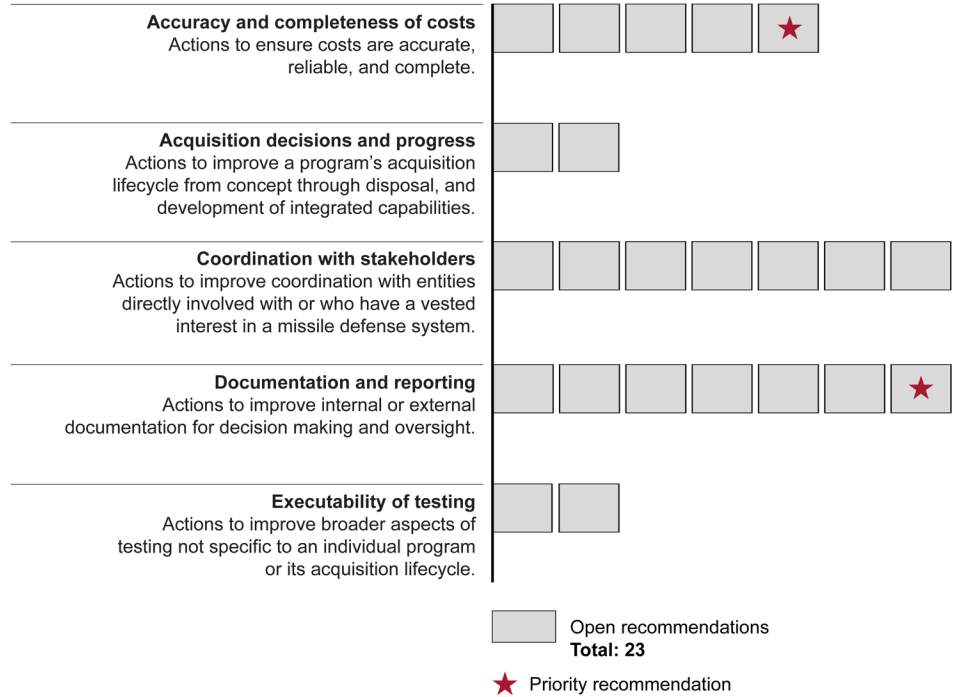 Accuracy and completeness of costs
Actions to ensure costs are accurate,
reliable, and complete.
Acquisition decisions and progress
Actions to improve a program’s acquisition
lifecycle from concept through disposal, and
development of integrated capabilities.
Coordination with stakeholders
Actions to improve coordination with entities
directly involved with or who have a vested
interest in a missile defense system.
Documentation and reporting
Actions to improve internal or external
documentation for decision making and oversight.
Executability of testing
Actions to improve broader aspects of
testing not specific to an individual program
or its acquisition lifecycle.
Open recommendations
Total: 23
Priority recommendation